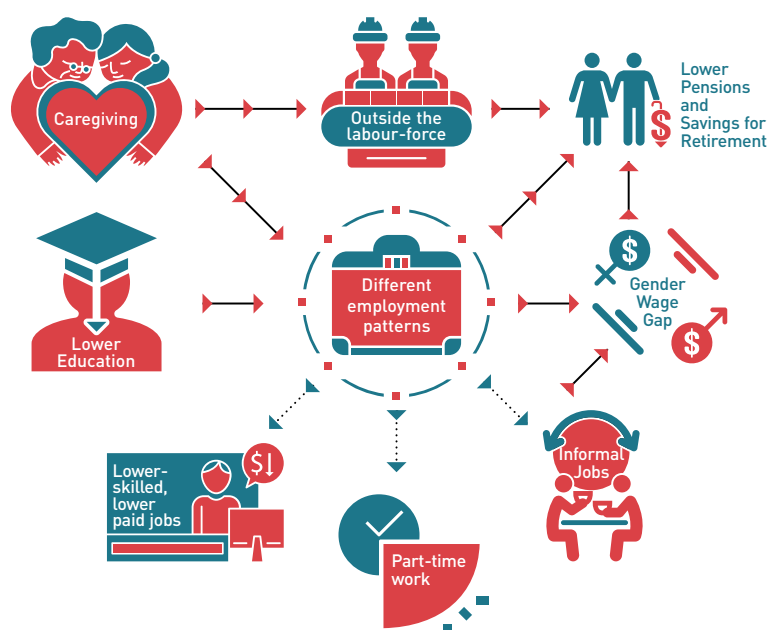 Caregiving
Outside the
labour-force
Lower
Pensions
and
Savings for
Retirement
$
Lower
Education
Different
employment
patterns
$
Gender
Wage
Gap
$
Lower-
skilled,
lower
paid jobs
$
Part-time
work
Informal
Jobs